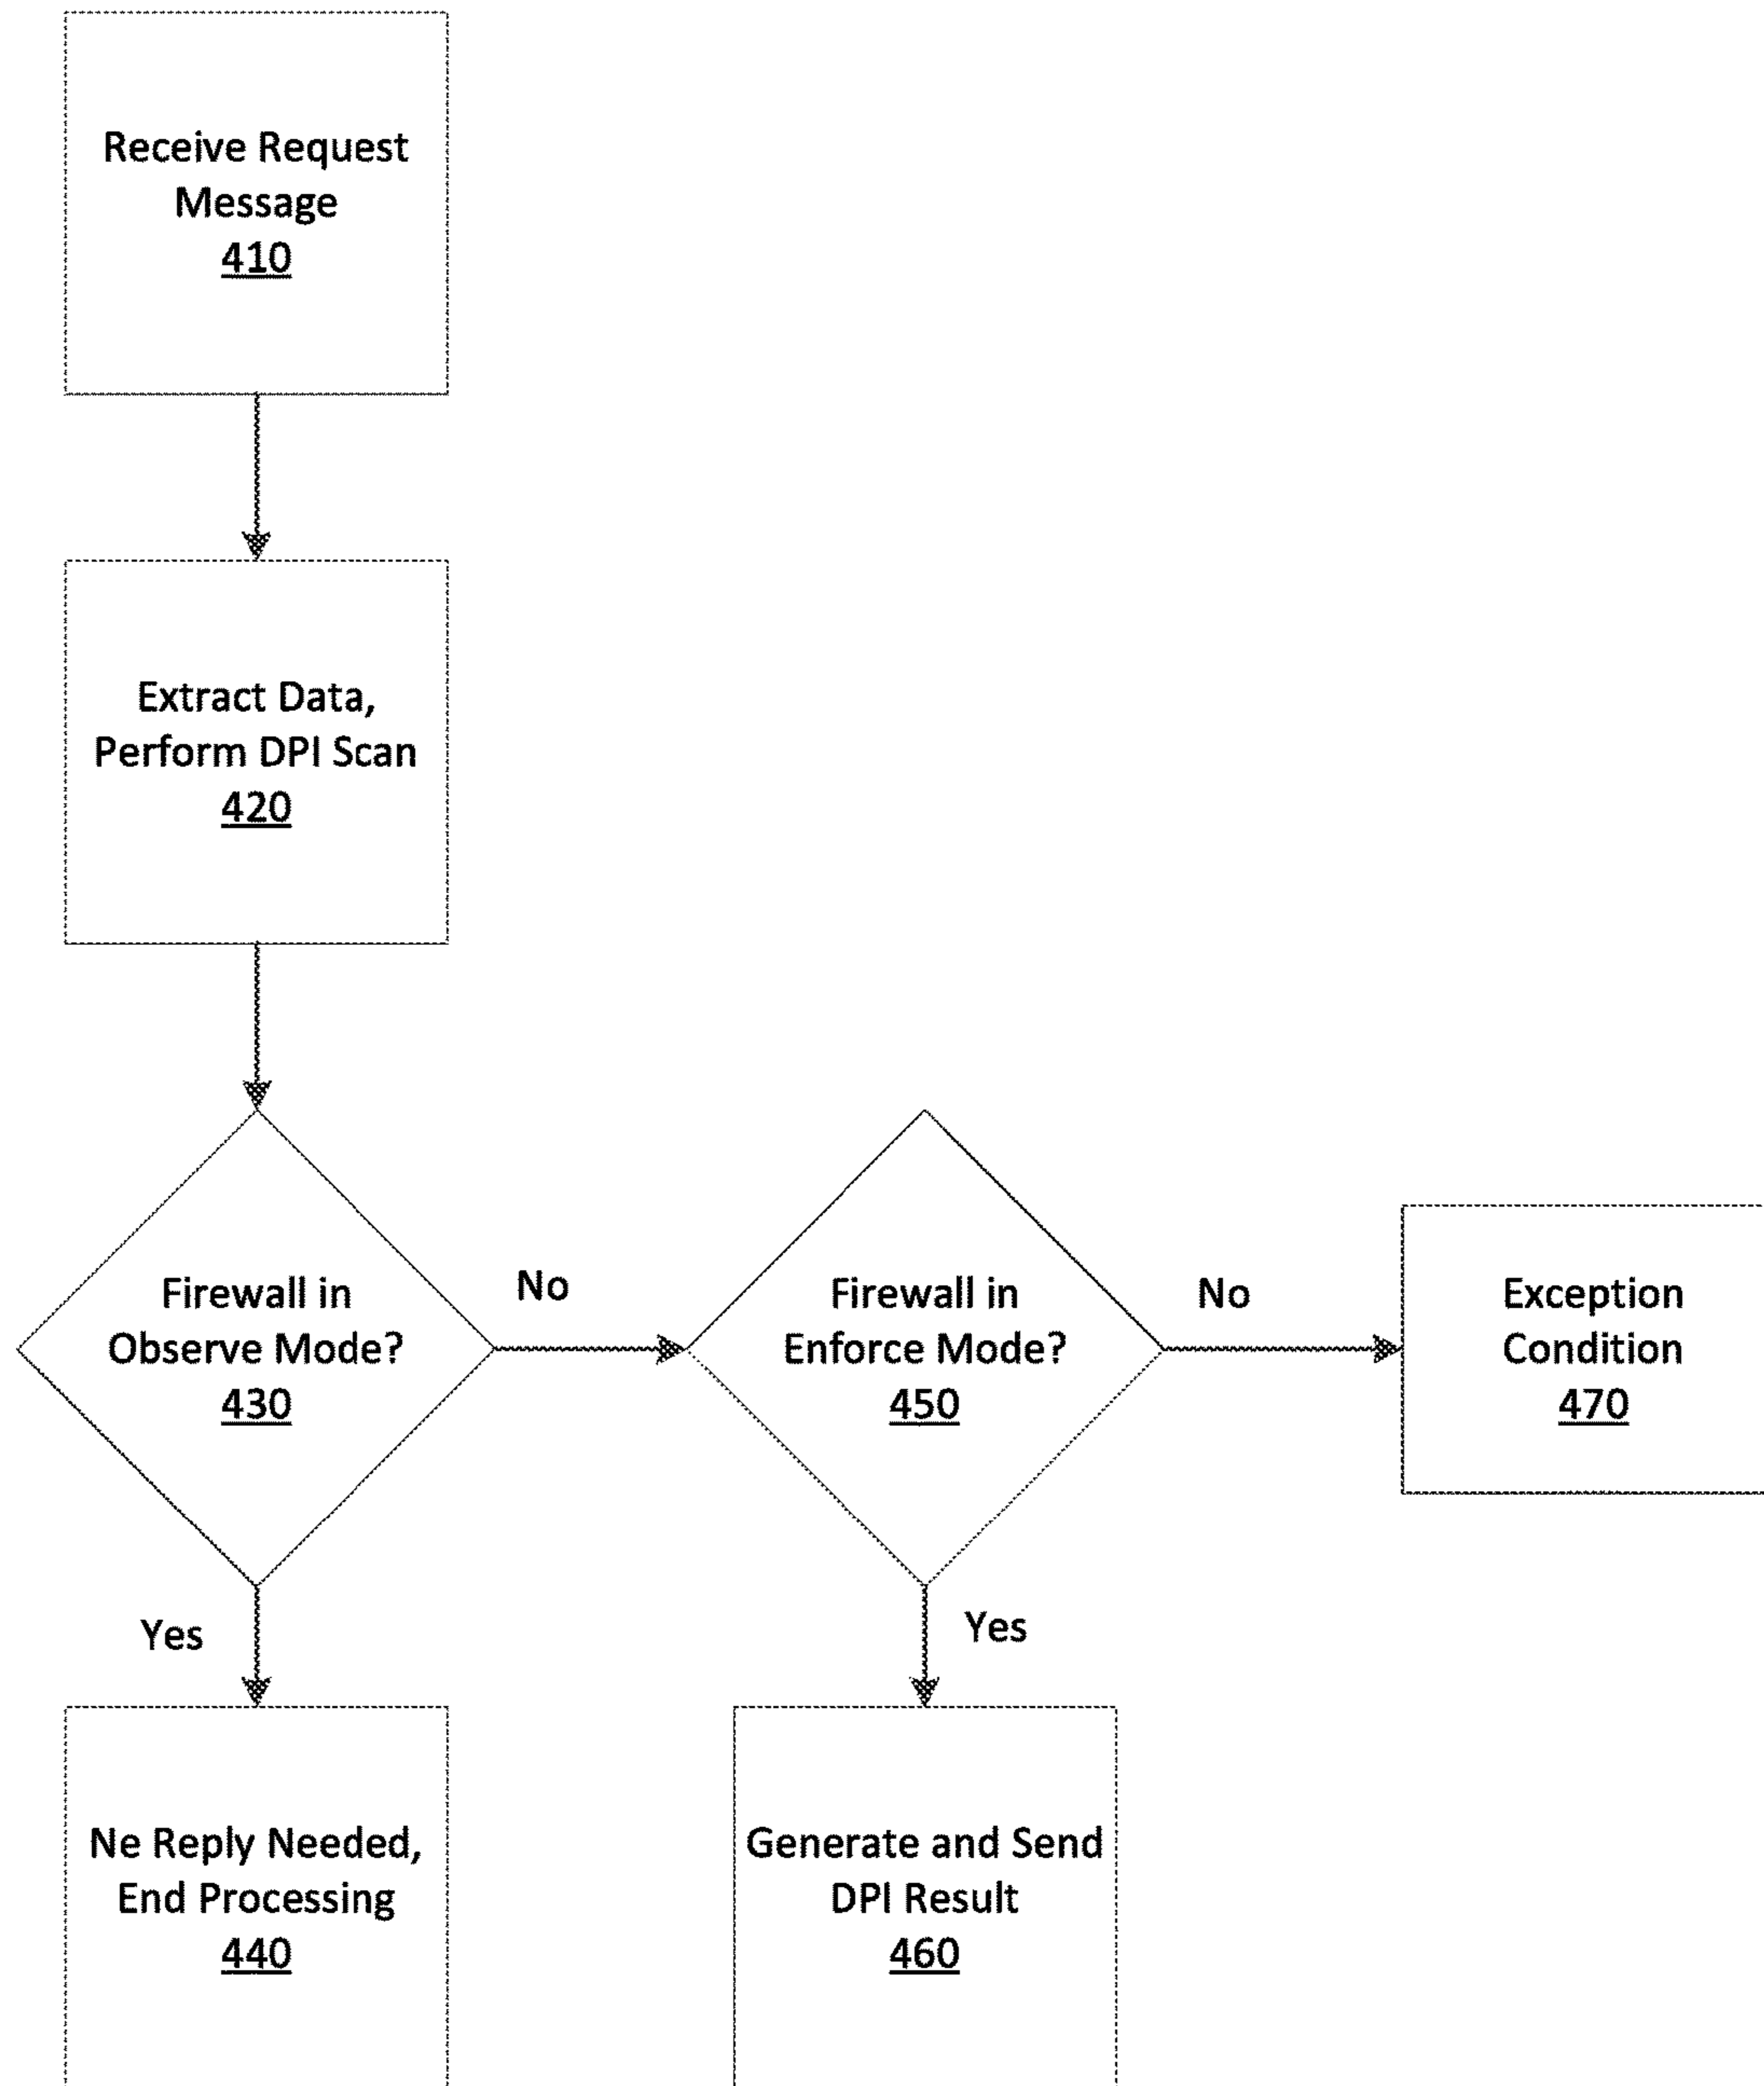 Receive Request
Message
410
Extract Data,
Perform DPI Scan
420
Firewall in
Observe Mode?
430
No
Firewall in
Enforce Mode?
450
No
Exception
Condition
470
Yes
Yes
Ne Reply Needed,
End Processing
440
Generate and Send
DPI Result
460